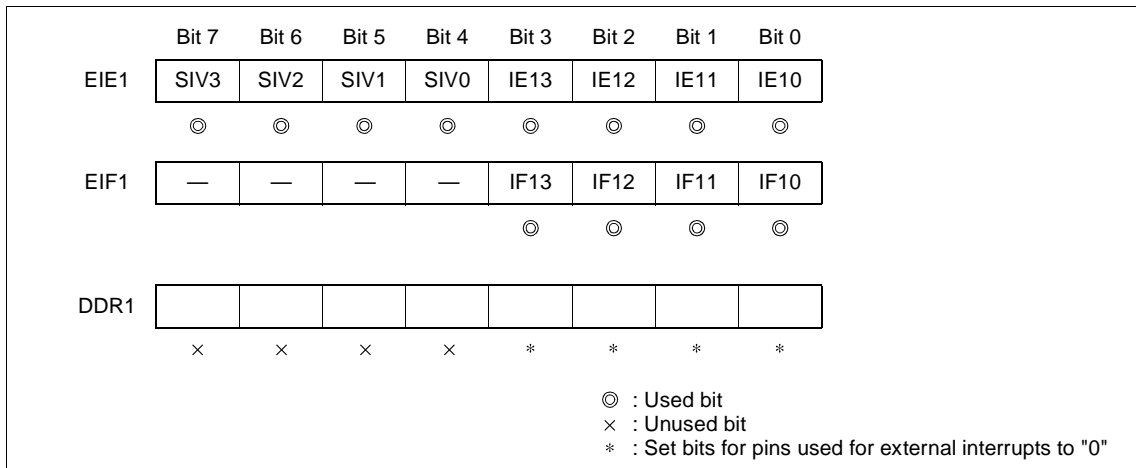 Bit 7 Bit 6 Bit 5 Bit 4 Bit 3 Bit 2 Bit 1 Bit 0
EIE1 SIV3 SIV2 SIV1 SIV0 IE13 IE12 IE11 IE10
◎ ◎ ◎ ◎ ◎ ◎ ◎ ◎
EIF1 — — — — IF13 IF12 IF11 IF10
◎ ◎ ◎ ◎
DDR1
× × × × * * * *
◎ : Used bit
× : Unused bit
* : Set bits for pins used for external interrupts to "0"